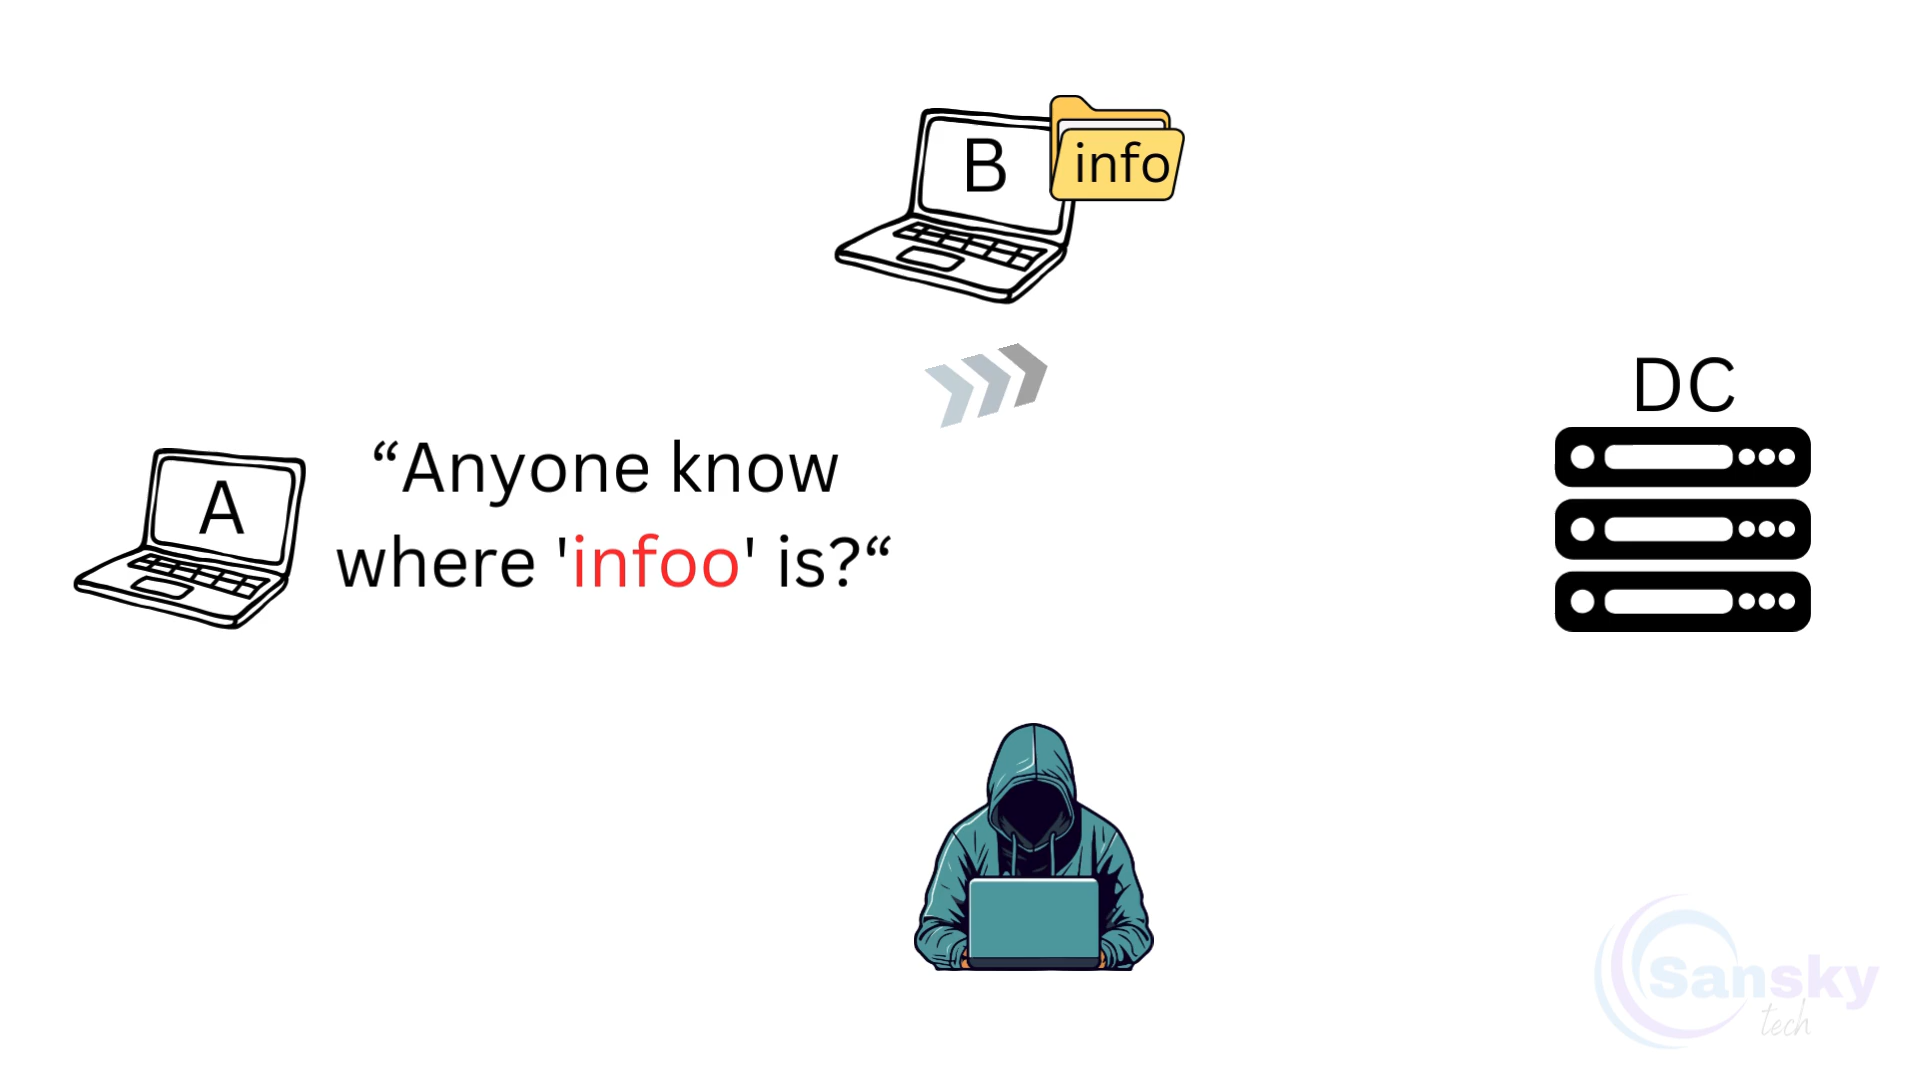 B
info
DC
A
“Anyone know
where 'infoo' is?“
Sansky
tech